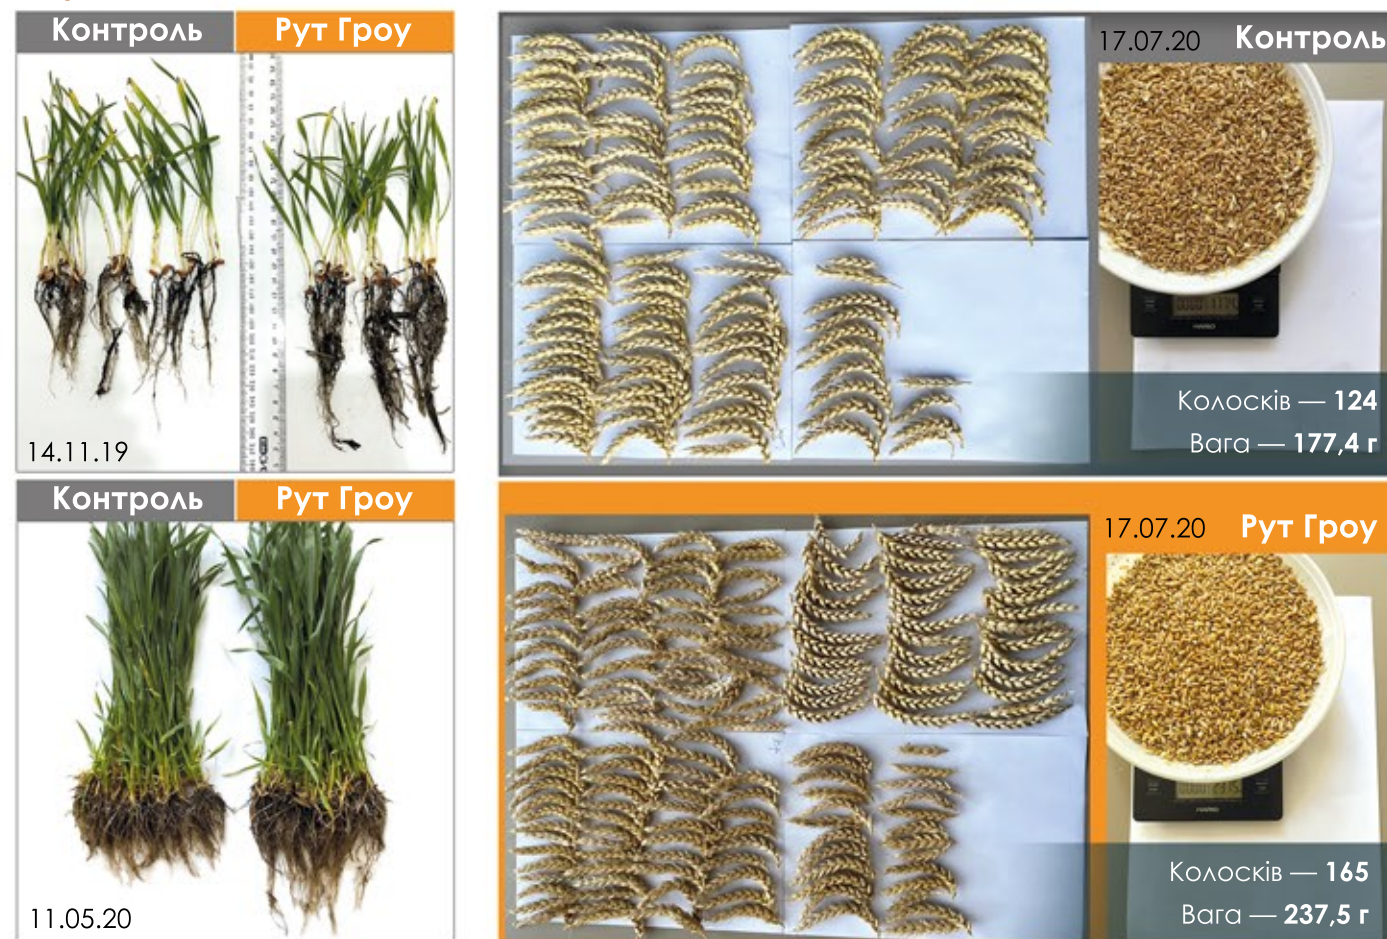 Контроль
Рут Гроу
14.11.19
Контроль
Рут Гроу
11.05.20
17.07.20 Контроль
Колосків — 124
Вага — 177,4 г
17.07.20 Рут Гроу
Колосків — 165
Вага — 237,5 г